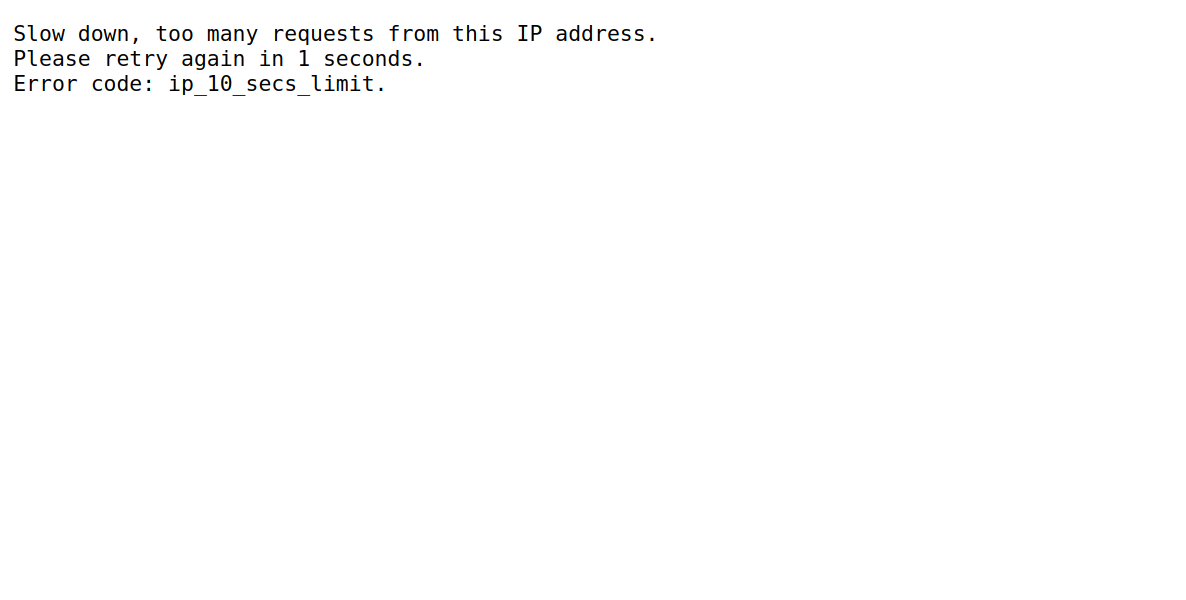 Slow down, too many requests from this IP address.
Please retry again in 1 seconds.
Error code: ip_10_secs_limit.